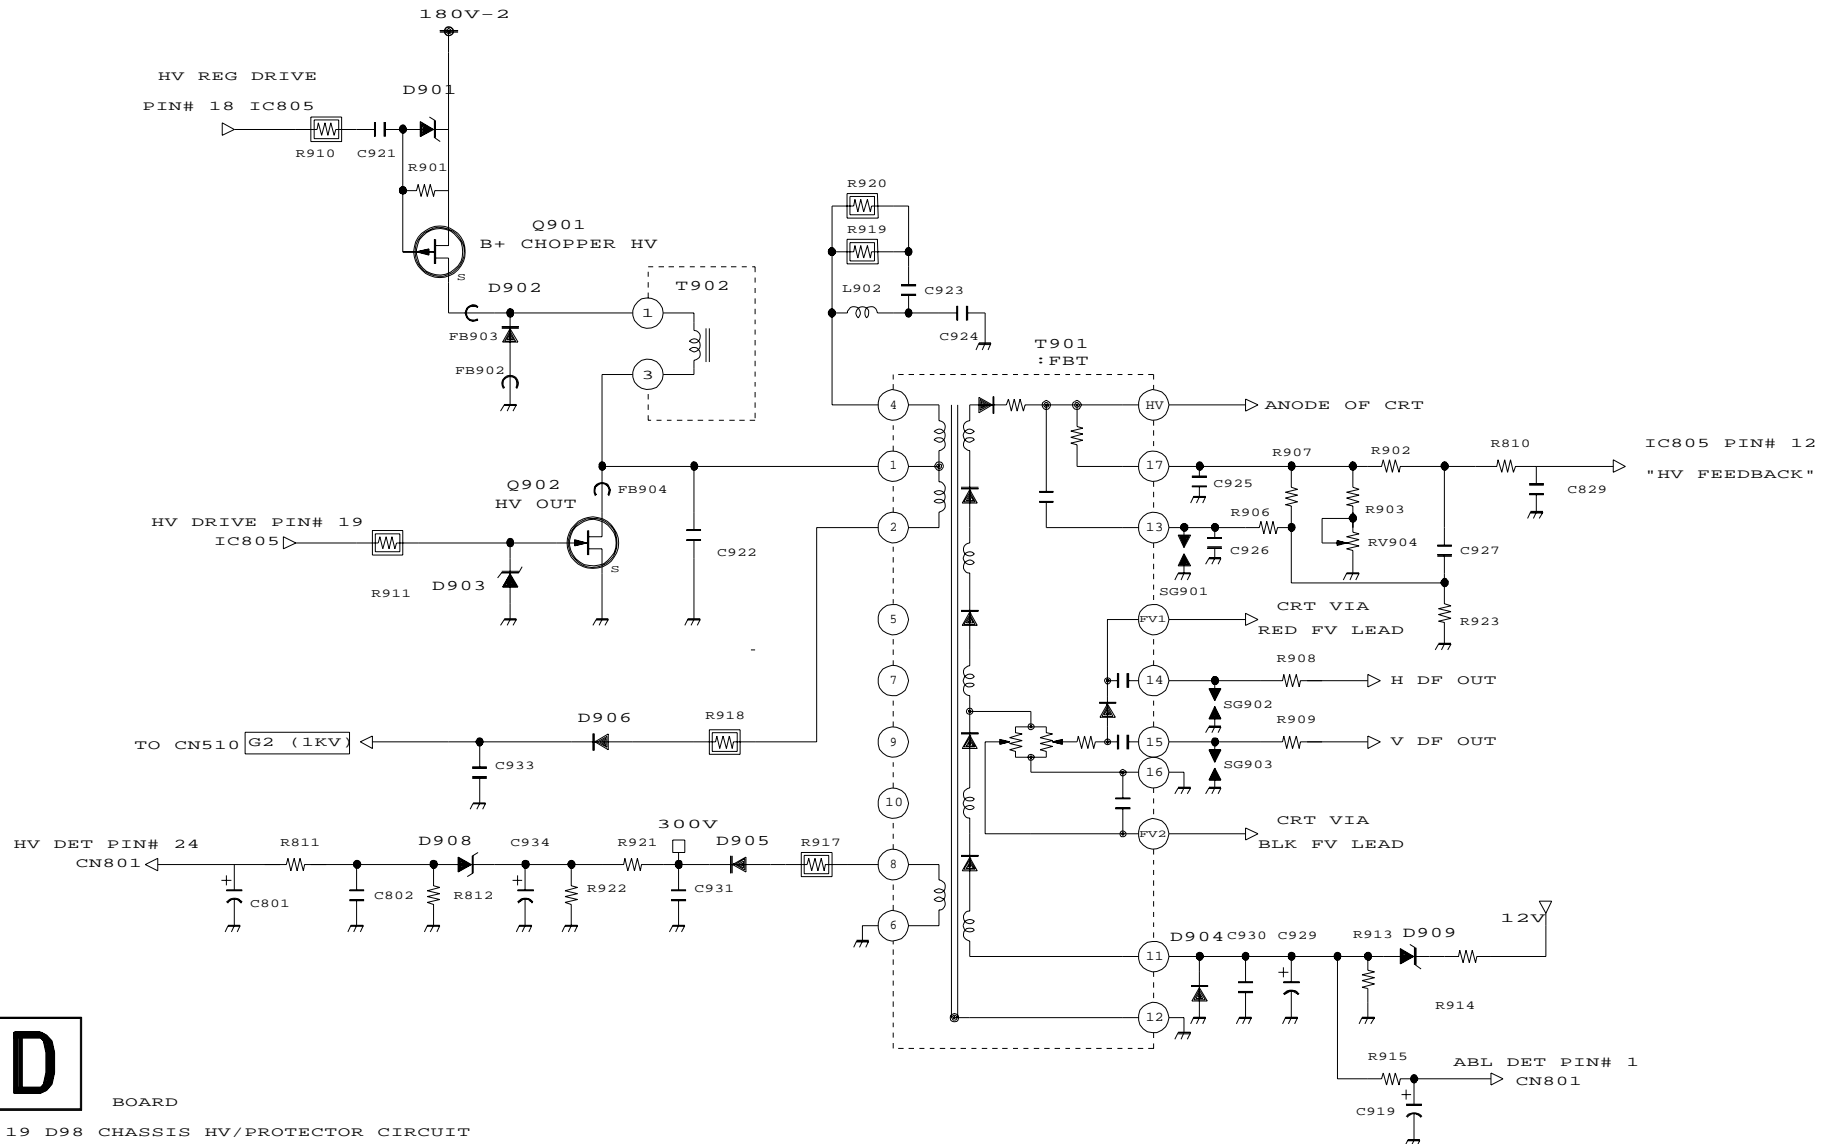 180V-2
HV REG DRIVE
PIN# 18 IC805
D901
R910
C921
R901
Q901
B+ CHOPPER HV
S
D902
FB903
FB902
T902
1
3
R920
R919
L902
C923
C924
T901
:FBT
Q902
HV OUT
FB904
HV DRIVE PIN# 19
IC805
R911
D903
S
C922
4
1
2
5
7
9
10
8
6
HV
17
13
FV1
14
15
16
FV2
11
12
ANODE OF CRT
R907
R902
R810
IC805 PIN# 12
"HV FEEDBACK"
C925
R906
R903
C829
C926
RV904
C927
SG901
R923
CRT VIA
RED FV LEAD
R908
H DF OUT
SG902
R909
V DF OUT
SG903
CRT VIA
BLK FV LEAD
TO CN510
G2 (1KV)
D906
R918
C933
HV DET PIN# 24
CN801
R811
D908
C934
R921
300V
D905
R917
+
C801
C802
R812
+
R922
C931
12V
D904
C930
C929
R913
D909
+
R914
R915
ABL DET PIN# 1
CN801
+
C919
D
BOARD
19 D98 CHASSIS HV/PROTECTOR CIRCUIT